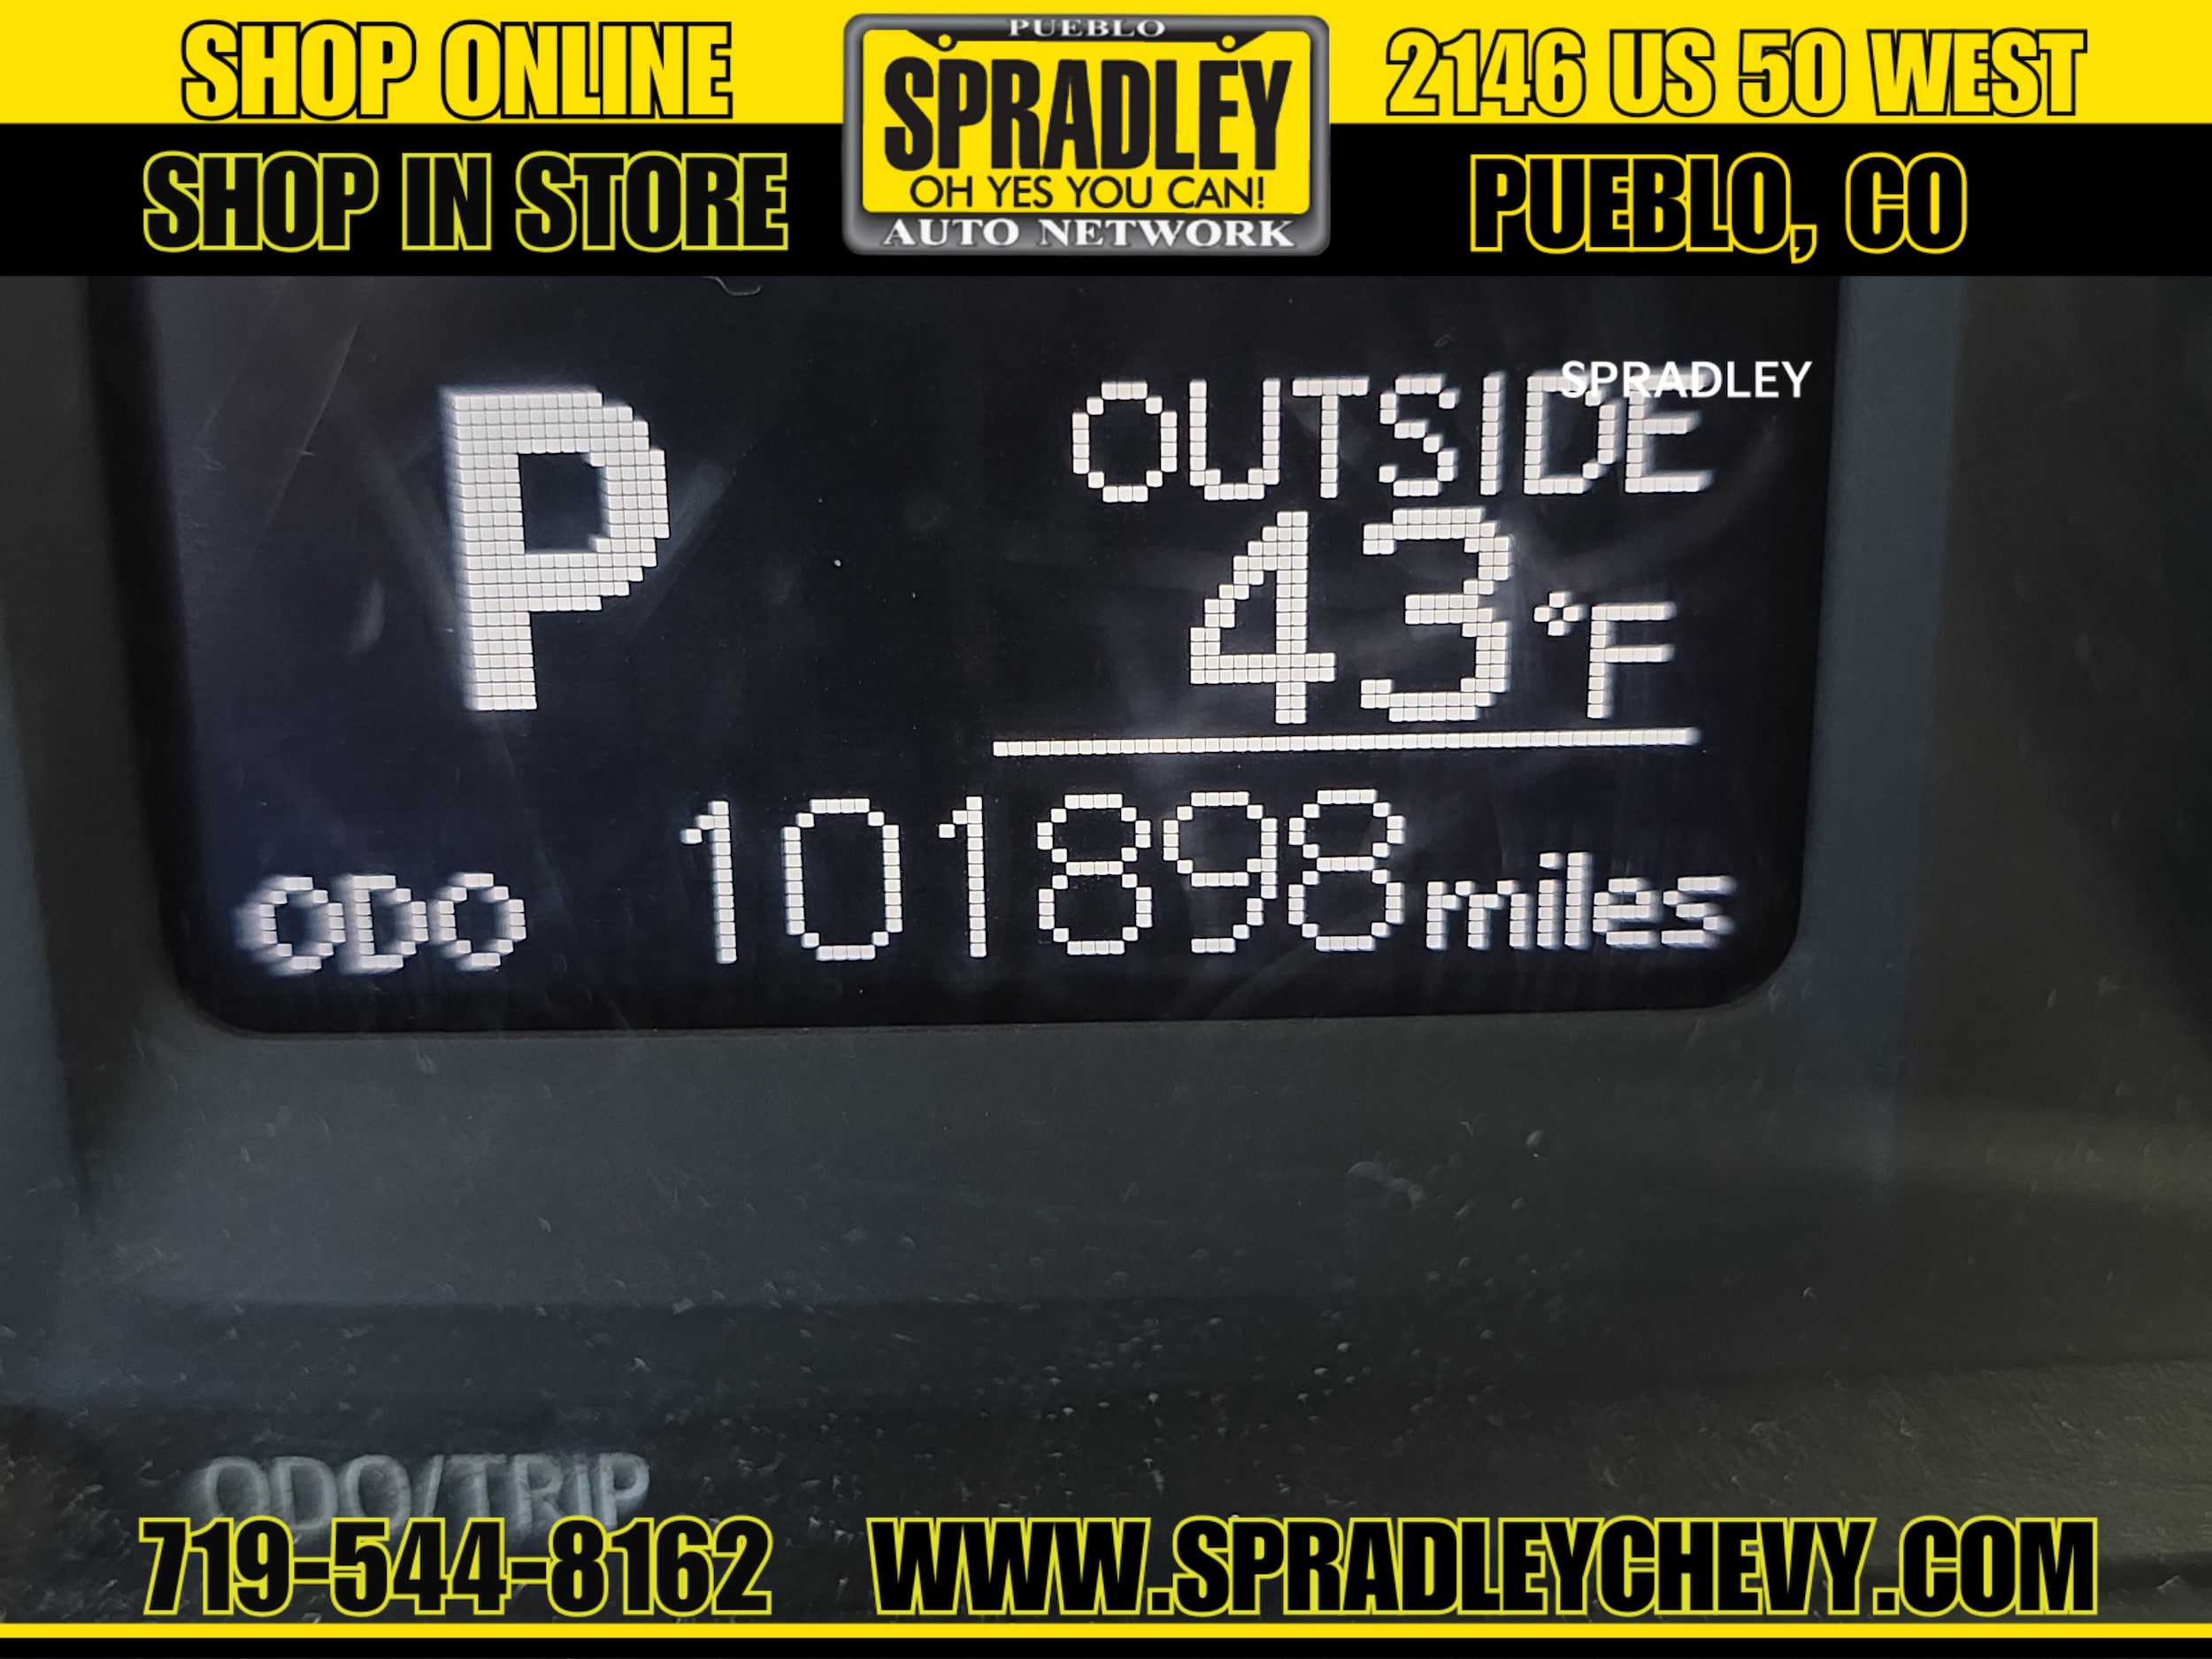 SHOP ONLINE
SHOP IN STORE
PUEBLO
SPRADLEY
OH YES YOU CAN!
AUTO NETWORK
2146 US 50 WEST
PUEBLO, CO
SPRADLEY
P
OUTSIDE
43°F
ODO 101898 miles
ODO/TRIP
719-544-8162 WWW.SPRADLEYCHEVY.COM